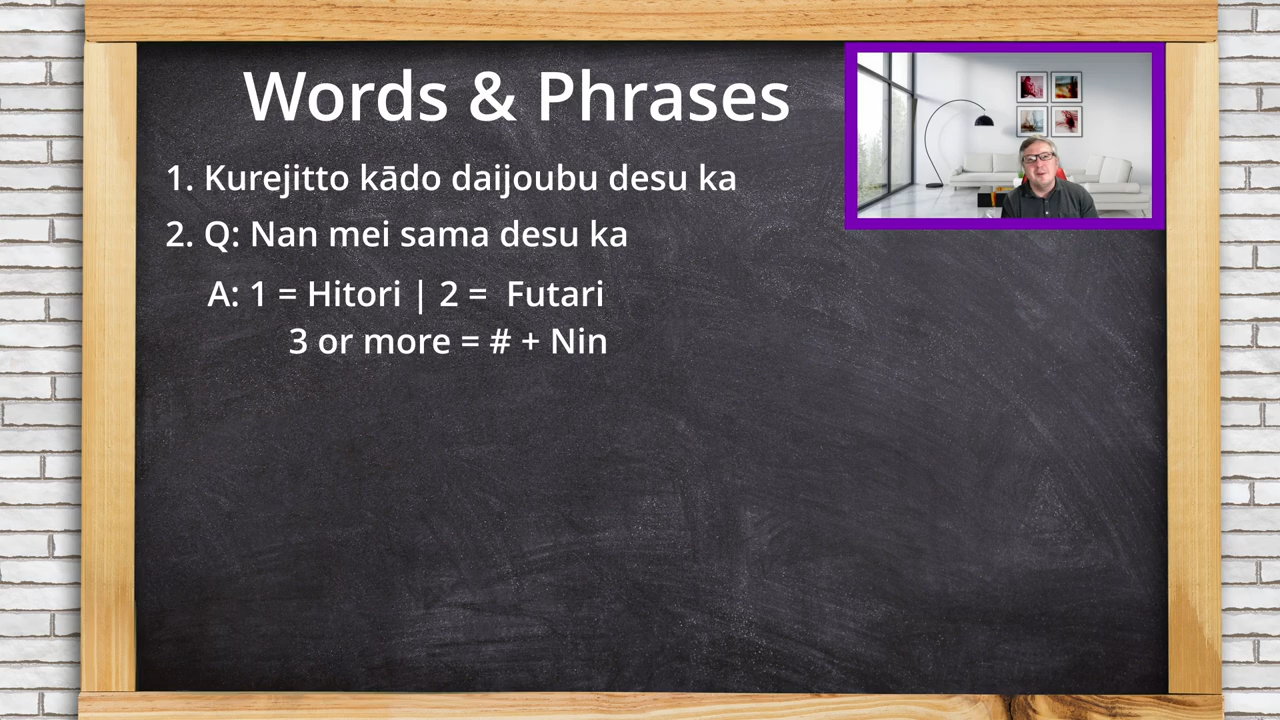 Words & Phrases
1. Kurejitto kādo daijoubu desu ka
2. Q: Nan mei sama desu ka
A: 1 = Hitori | 2 = Futari
3 or more = # + Nin